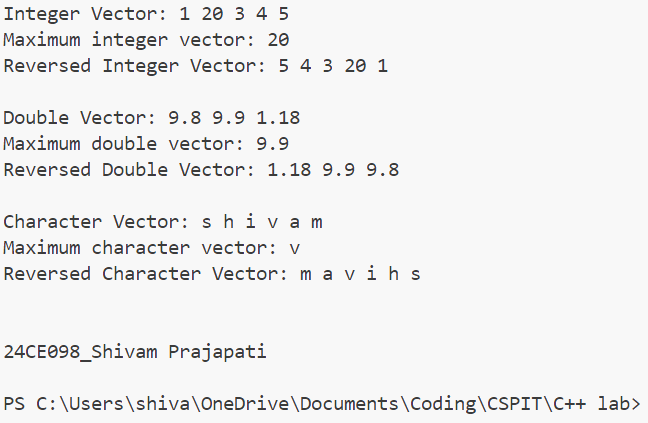 Integer Vector: 1 20 3 4 5
Maximum integer vector: 20
Reversed Integer Vector: 5 4 3 20 1
Double Vector: 9.8 9.9 1.18
Maximum double vector: 9.9
Reversed Double Vector: 1.18 9.9 9.8
Character Vector: s h i v a m
Maximum character vector: v
Reversed Character Vector: m a v i h s
24CE098_Shivam Prajapati
PS C:\Users\shiva\OneDrive\Documents\Coding\CSPIT\C++ lab>